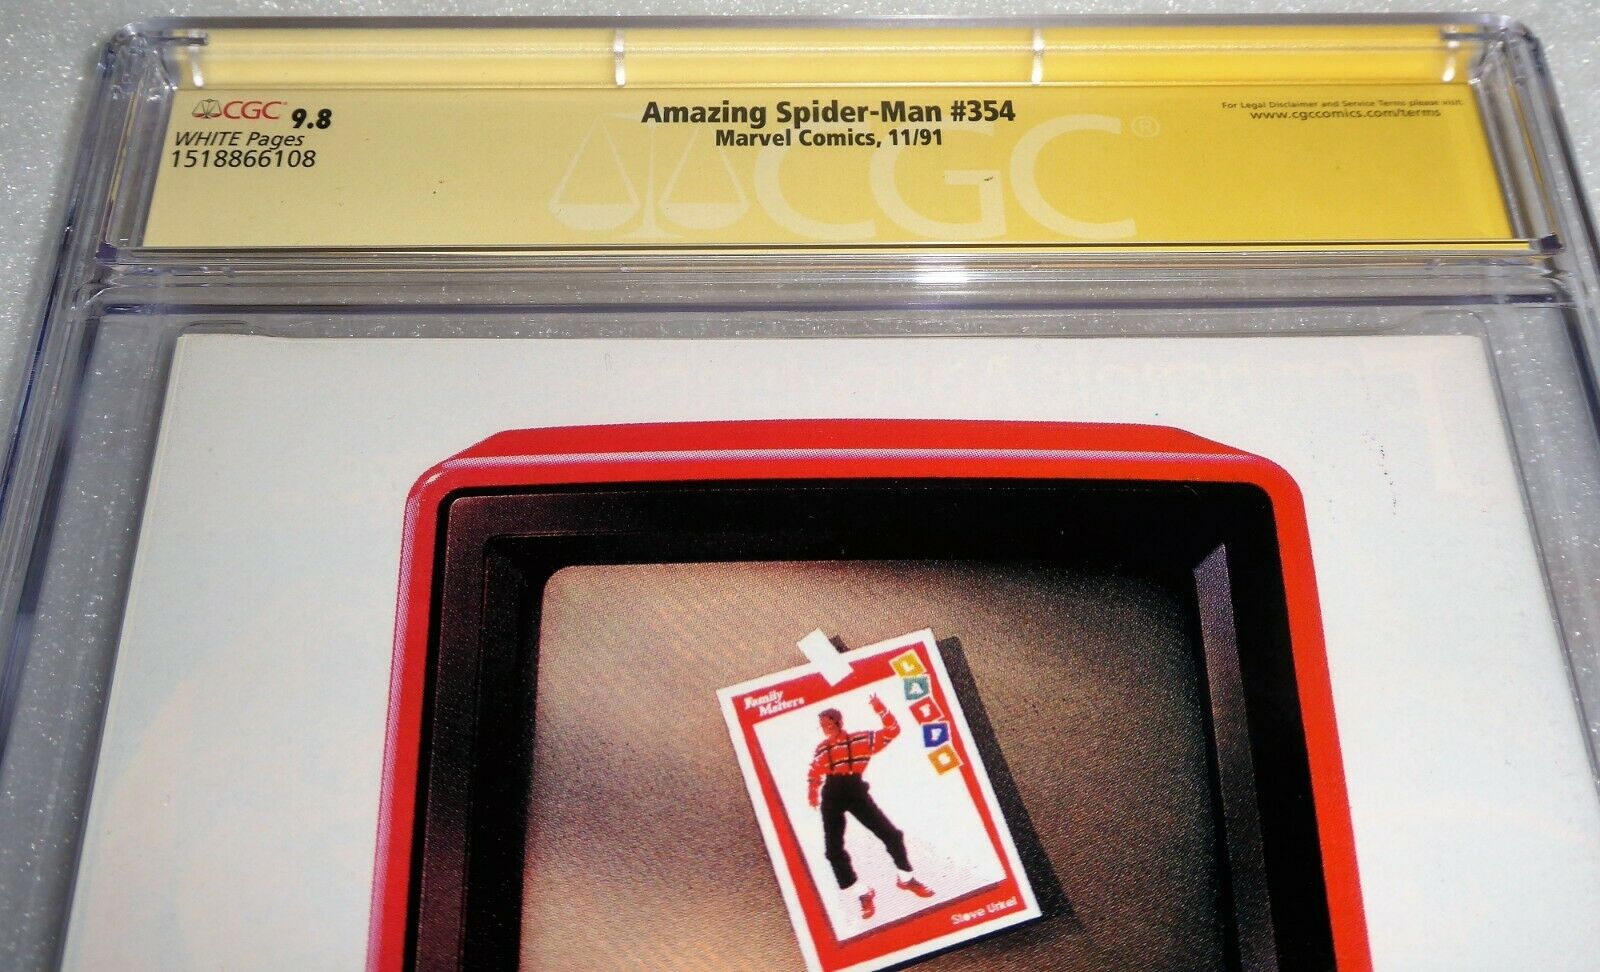 CGC 9.8
WHITE Pages
1518866108
Amazing Spider-Man #354
Marvel Comics, 11/91
For Legal Disclaimer and Service Terms please visit
www.cgccomics.com/terms
CGC®
Family
Matters
L
A
F
F
S
Steve Urkel